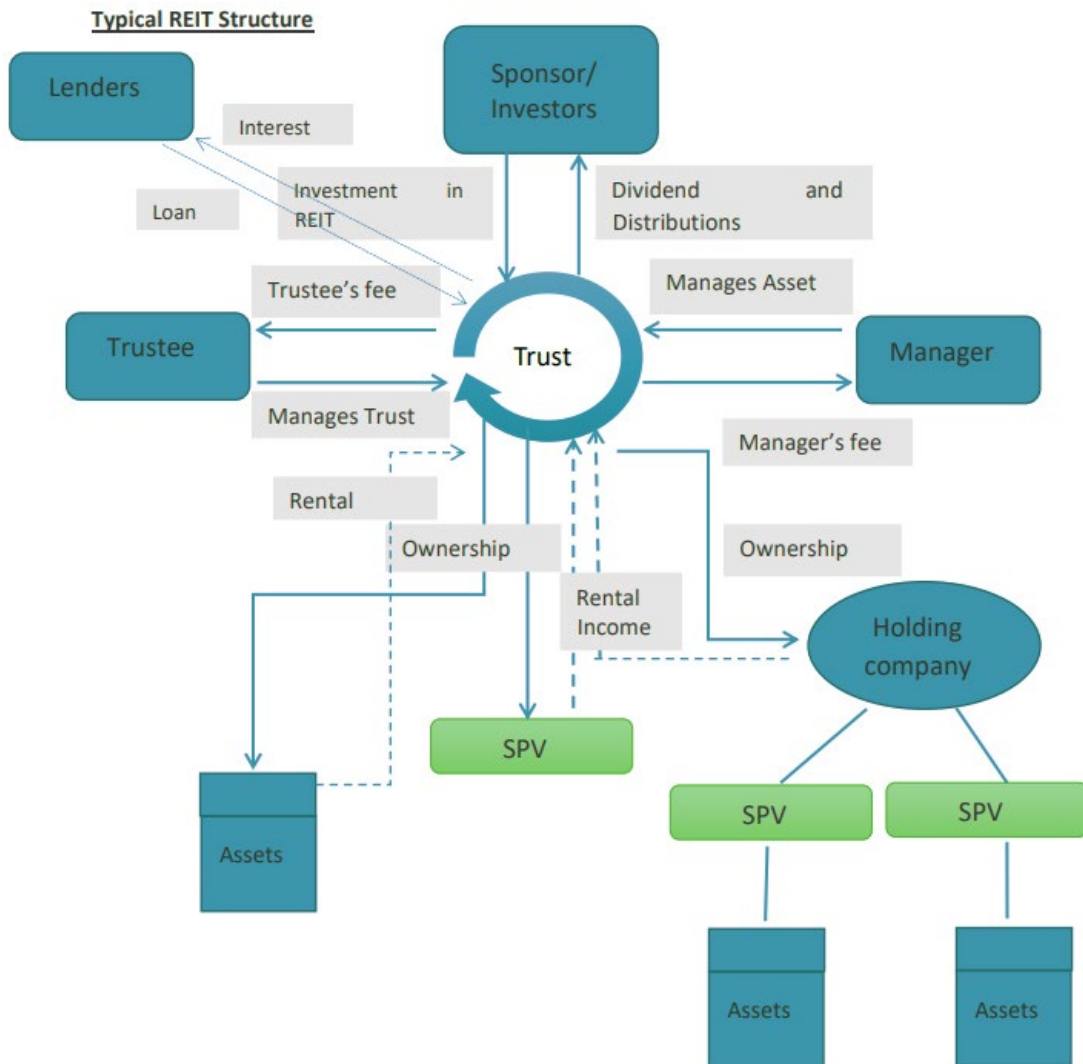 Typical REIT Structure
Lenders
Sponsor/
Investors
Interest
Investment in
REIT
Dividend and
Distributions
Loan
Trustee's fee
Manages Asset
Trustee
Trust
Manager
Manages Trust
Manager's fee
Rental
Ownership
Ownership
Rental
Income
Holding
company
SPV
SPV
SPV
Assets
Assets
Assets